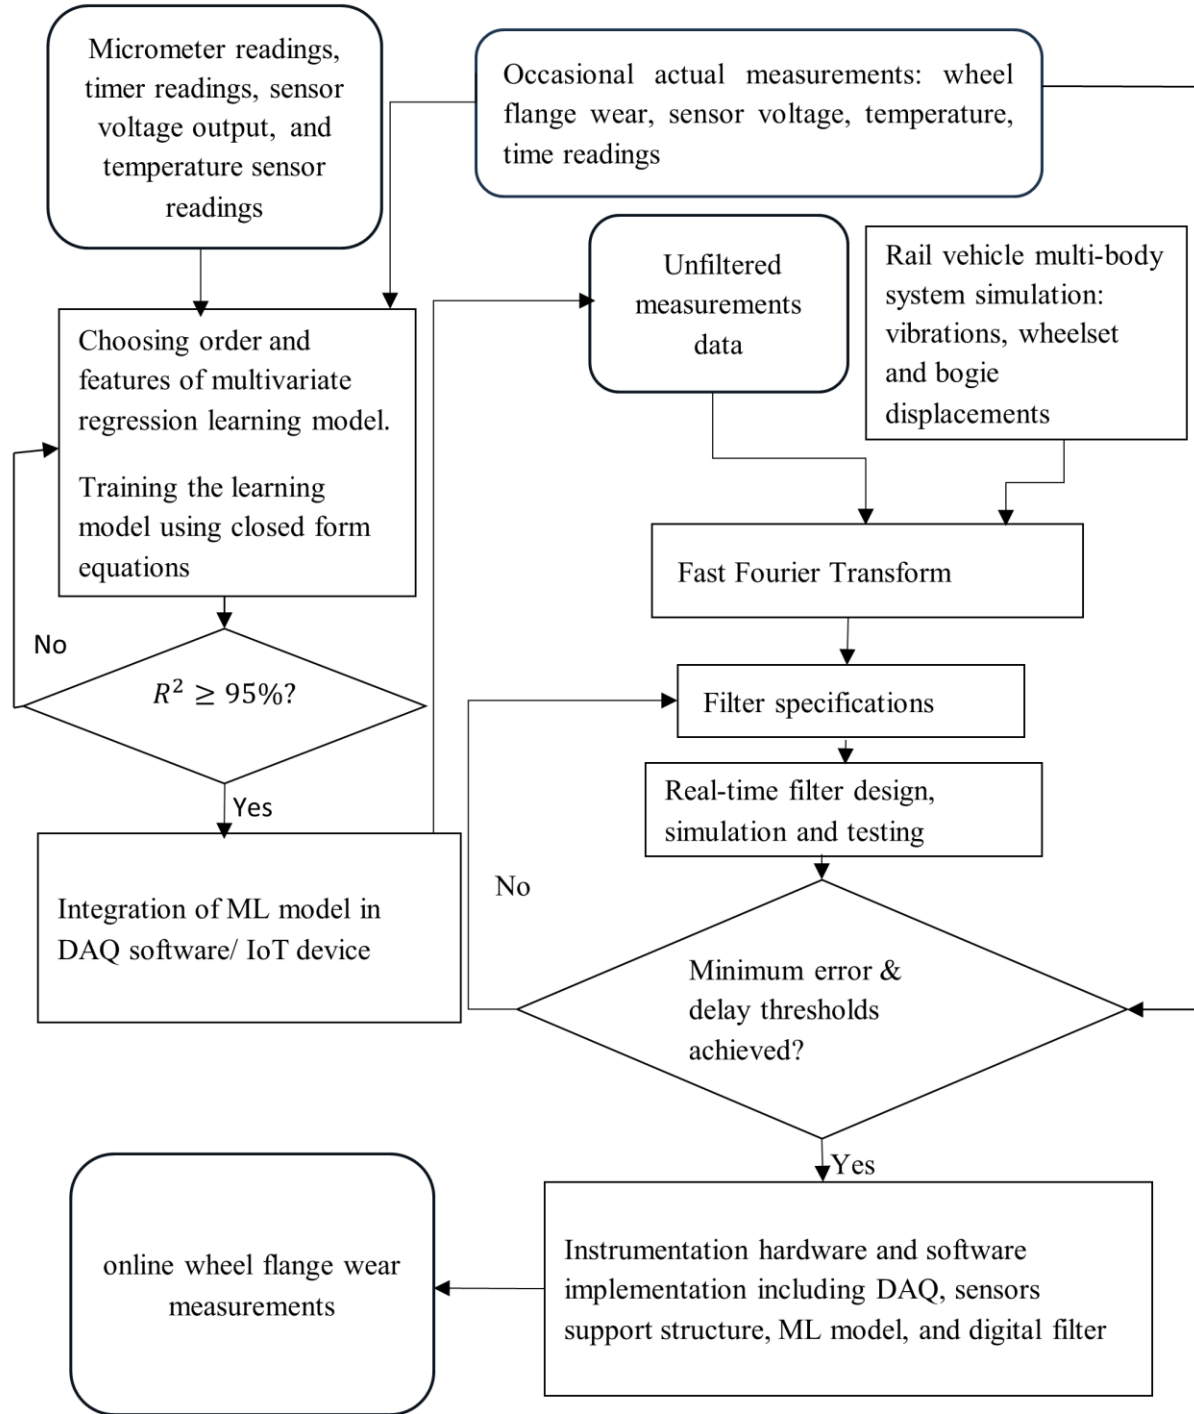 Micrometer readings,
timer readings, sensor
voltage output, and
temperature sensor
readings
Occasional actual measurements: wheel
flange wear, sensor voltage, temperature,
time readings
Unfiltered
measurements
data
Rail vehicle multi-body
system simulation:
vibrations, wheelset
and bogie
displacements
Choosing order and
features of multivariate
regression learning model.
Training the learning
model using closed form
equations
Fast Fourier Transform
No
R² ≥ 95%?
Yes
Filter specifications
Real-time filter design,
simulation and testing
Integration of ML model in
DAQ software/ IoT device
No
Minimum error &
delay thresholds
achieved?
Yes
Instrumentation hardware and software
implementation including DAQ, sensors
support structure, ML model, and digital filter
online wheel flange wear
measurements